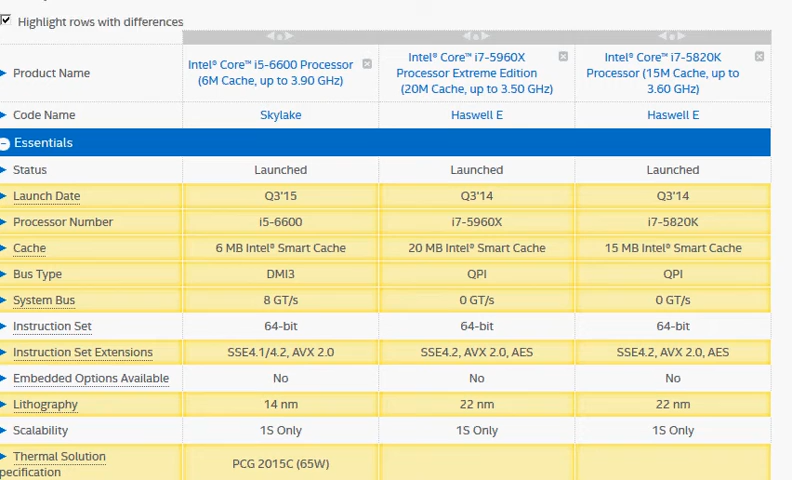 Highlight rows with differences
Product Name
Intel® Core™ i5-6600 Processor
(6M Cache, up to 3.90 GHz)
Intel® Core™ i7-5960X
Processor Extreme Edition
(20M Cache, up to 3.50 GHz)
Intel® Core™ i7-5820K
Processor (15M Cache, up to
3.60 GHz)
Code Name Skylake Haswell E Haswell E
Essentials
Status Launched Launched Launched
Launch Date Q3'15 Q3'14 Q3'14
Processor Number i5-6600 i7-5960X i7-5820K
Cache 6 MB Intel® Smart Cache 20 MB Intel® Smart Cache 15 MB Intel® Smart Cache
Bus Type DMI3 QPI QPI
System Bus 8 GT/s 0 GT/s 0 GT/s
Instruction Set 64-bit 64-bit 64-bit
Instruction Set Extensions SSE4.1/4.2, AVX 2.0 SSE4.2, AVX 2.0, AES SSE4.2, AVX 2.0, AES
Embedded Options Available No No No
Lithography 14 nm 22 nm 22 nm
Scalability 1S Only 1S Only 1S Only
Thermal Solution
pecification
PCG 2015C (65W)